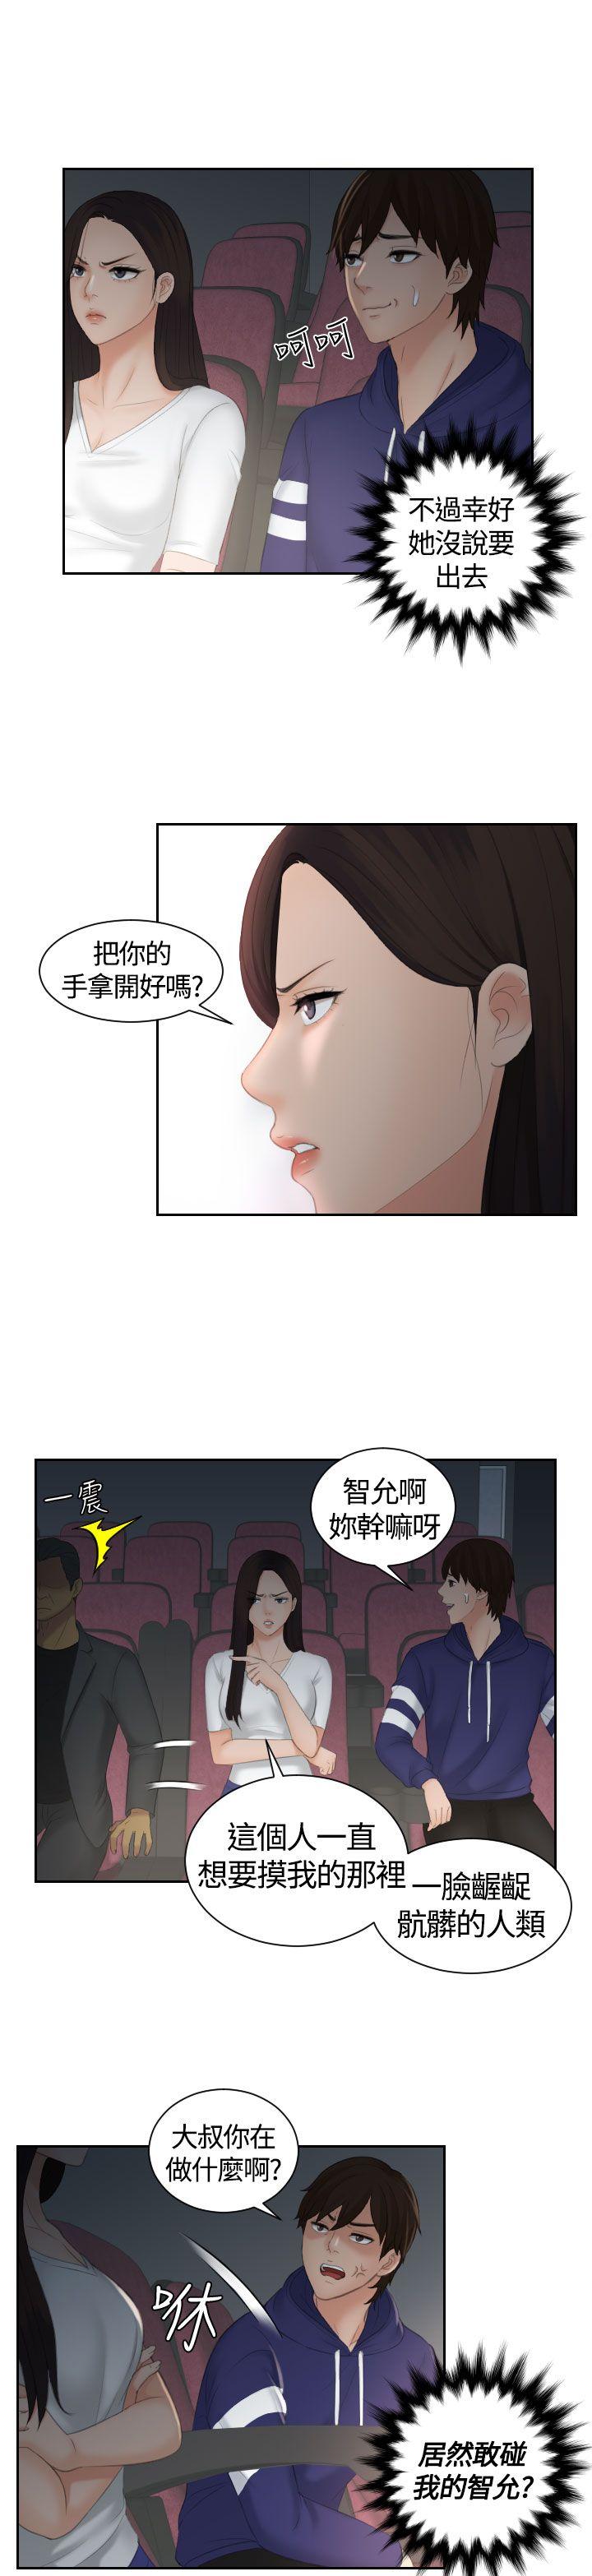 呵呵
不過幸好
她沒說要
出去
把你的
手拿開好嗎?
一震
智允啊
妳幹嘛呀
這個人一直
想要摸我的那裡
一臉齷齪
骯髒的人類
大叔你在
做什麼啊?
咻
居然敢碰
我的智允?